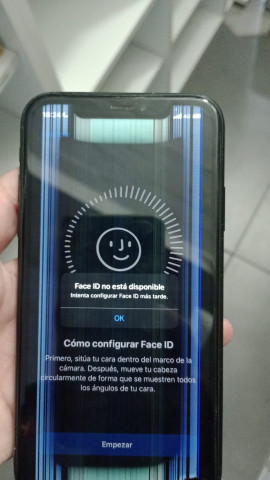 Face ID no está disponible
Intenta configurar Face ID más tarde.
OK
Cómo configurar Face ID
Primero, sitúa tu cara dentro del marco de la
cámara. Después, mueve tu cabeza
circularmente de forma que se muestren todos
los ángulos de tu cara.
Empezar